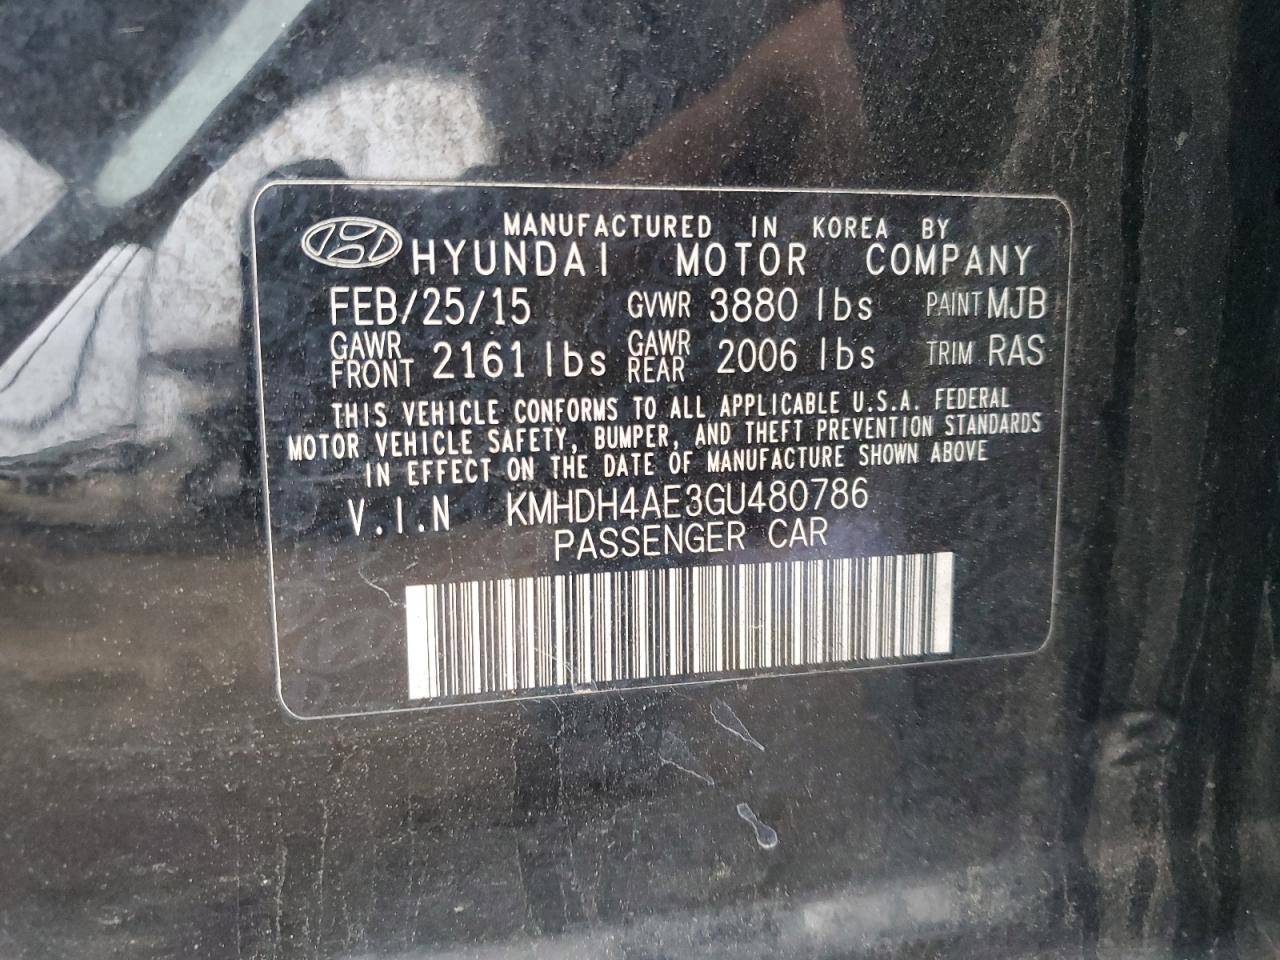 MANUFACTURED IN KOREA BY
HYUNDAI MOTOR COMPANY
FEB/25/15 GVWR 3880 lbs PAINT MJB
GAWR FRONT 2161 lbs GAWR REAR 2006 lbs TRIM RAS
THIS VEHICLE CONFORMS TO ALL APPLICABLE U.S.A. FEDERAL
MOTOR VEHICLE SAFETY, BUMPER, AND THEFT PREVENTION STANDARDS
IN EFFECT ON THE DATE OF MANUFACTURE SHOWN ABOVE
V.I.N KMHDH4AE3GU480786
PASSENGER CAR